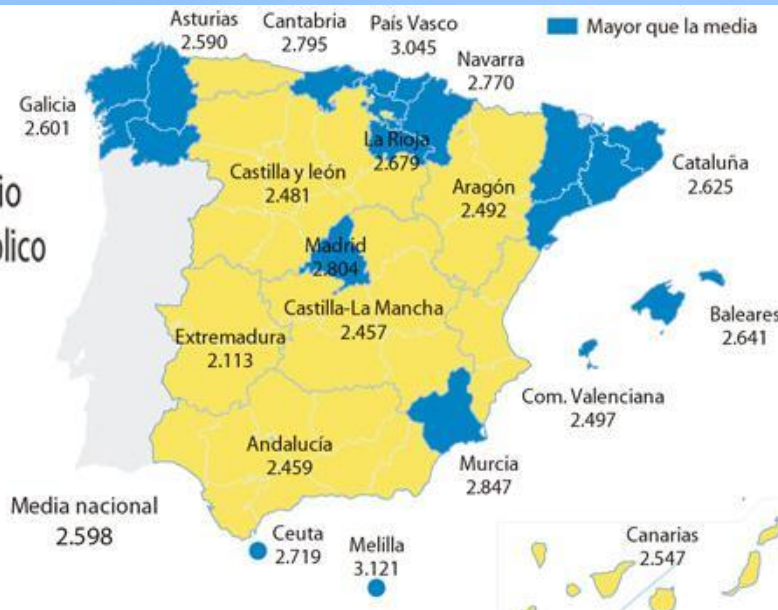 Asturias
2.590
Cantabria
2.795
País Vasco
3.045
Mayor que la media
Navarra
2.770
Galicia
2.601
La Rioja
2.679
Cataluña
2.625
Castilla y león
2.481
Aragón
2.492
Madrid
2.804
Castilla-La Mancha
2.457
Baleares
2.641
Extremadura
2.113
Com. Valenciana
2.497
Andalucía
2.459
Murcia
2.847
Media nacional
2.598
Ceuta
2.719
Melilla
3.121
Canarias
2.547